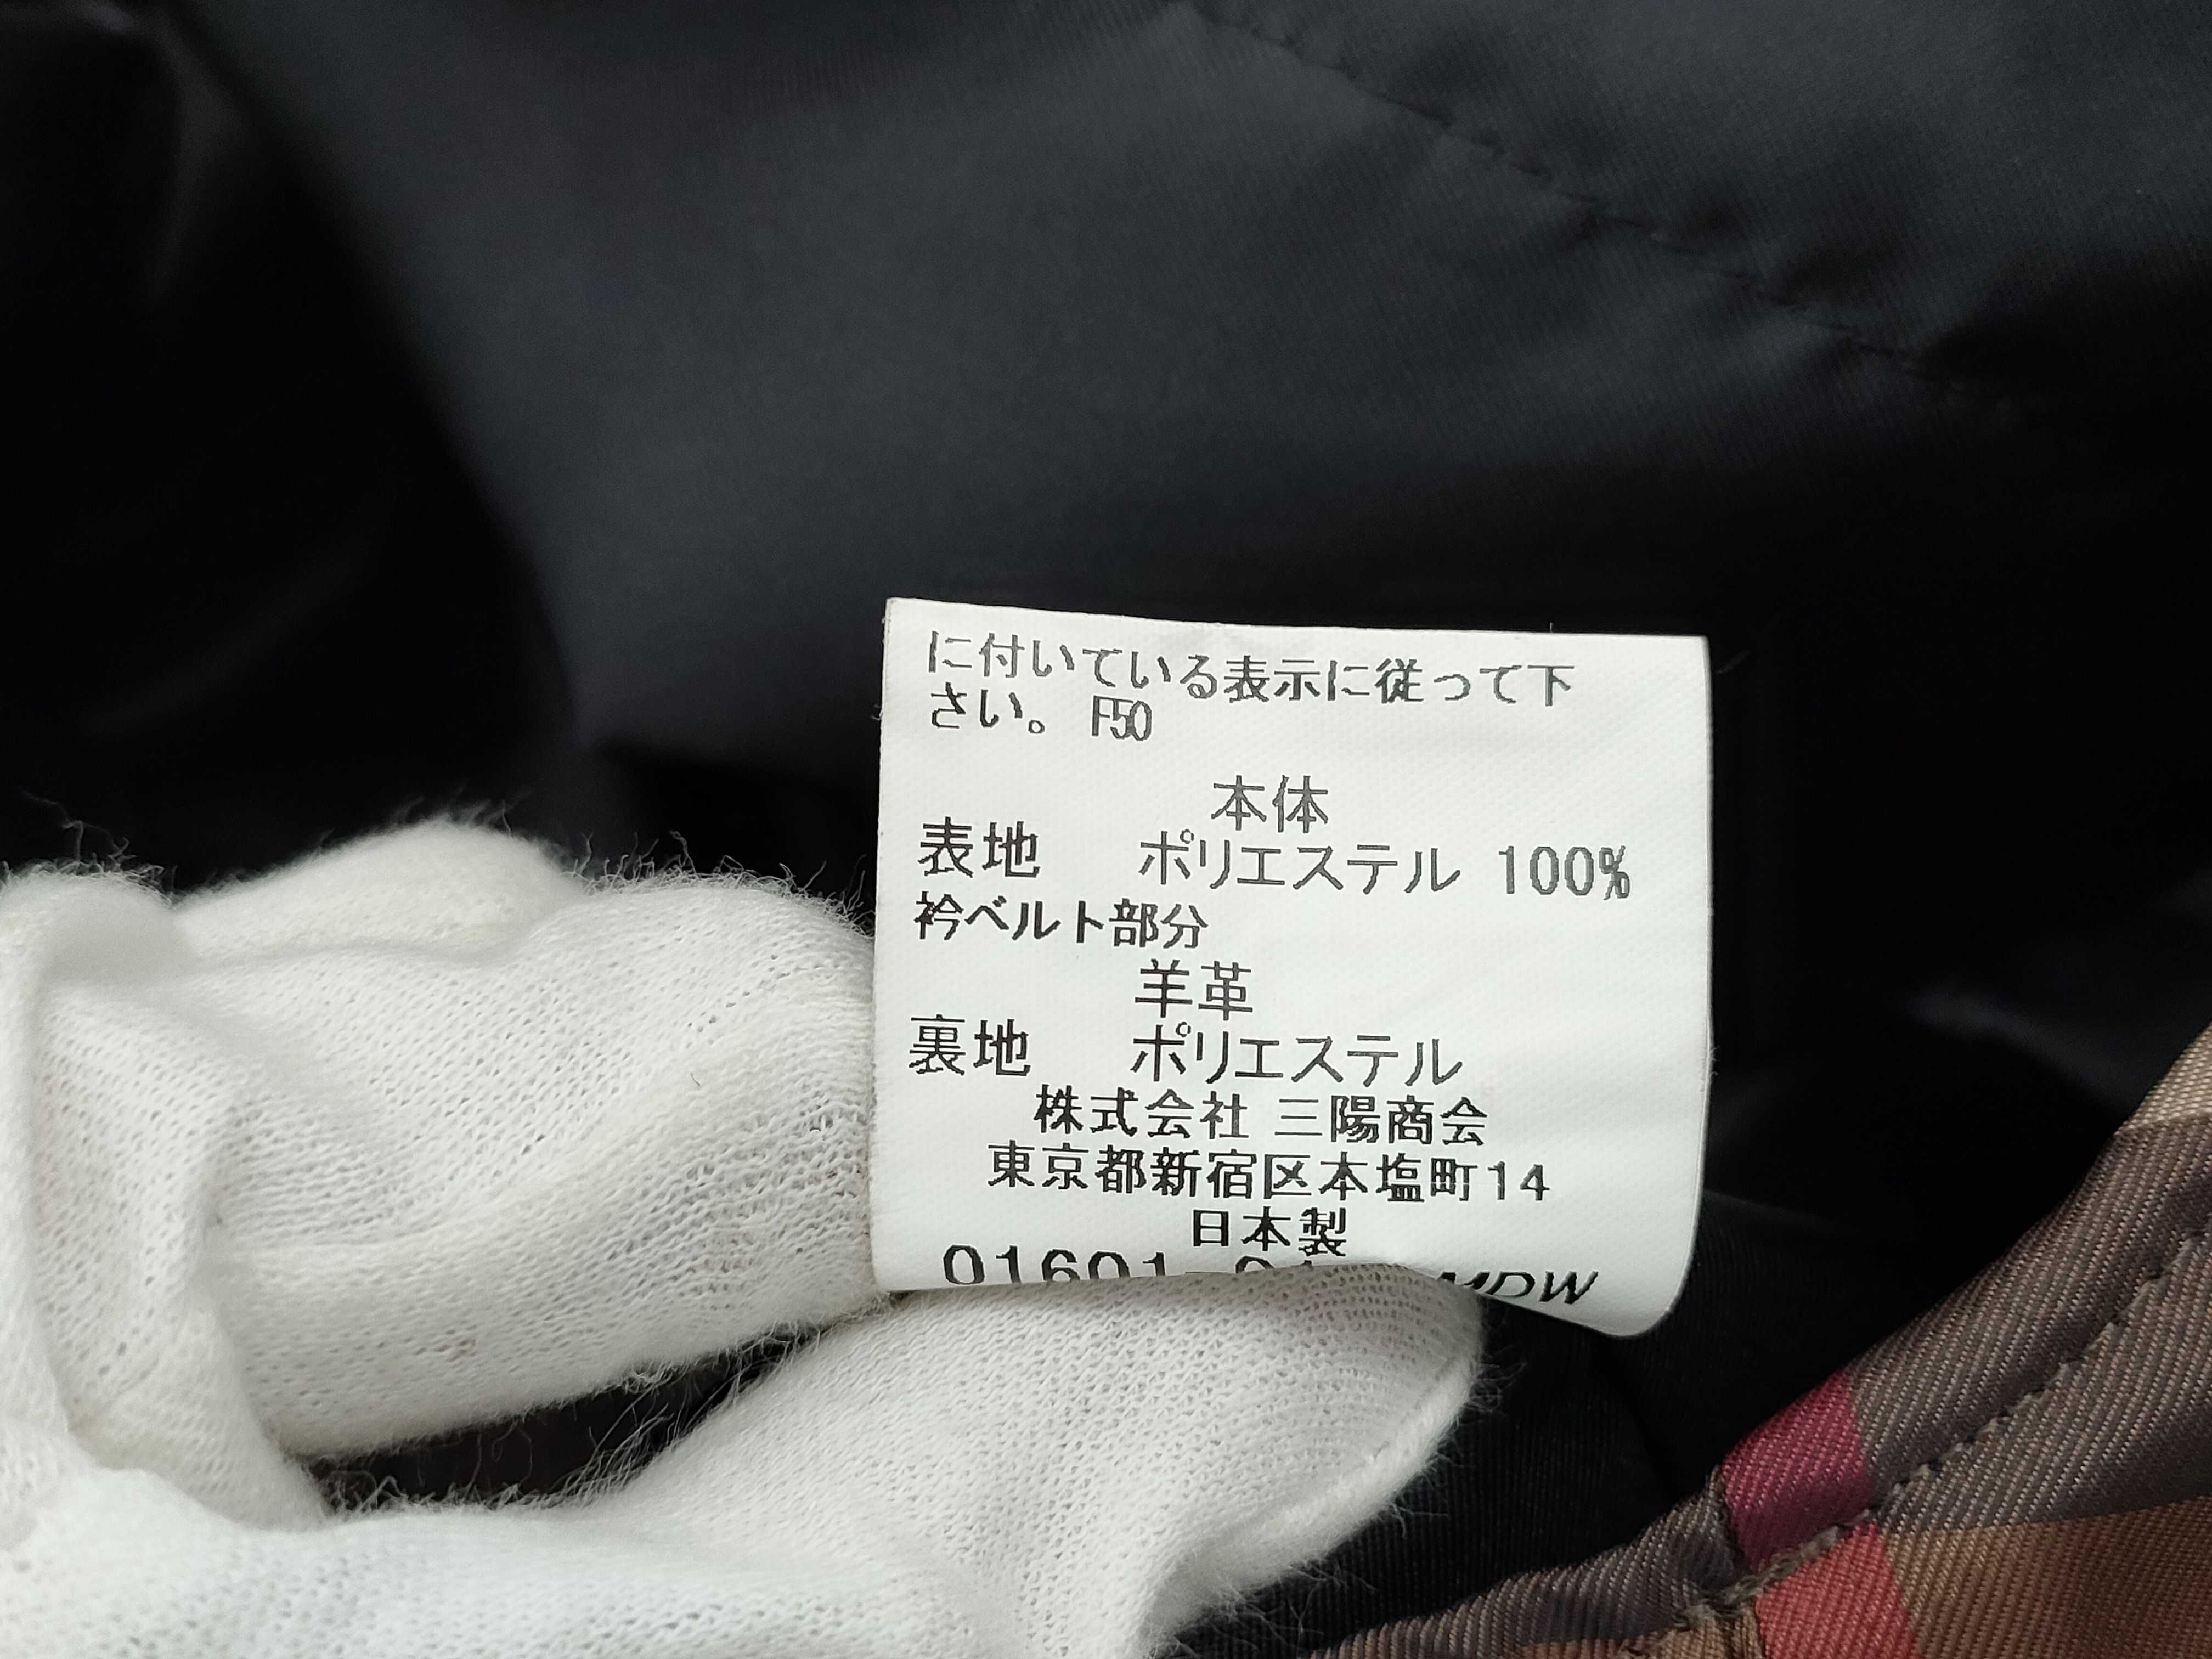 に付いている表示に従って下
さい。 F50
本体
表地 ポリエステル 100%
衿ベルト部分
羊革
裏地 ポリエステル
株式会社 三陽商会
東京都新宿区本塩町14
日本製